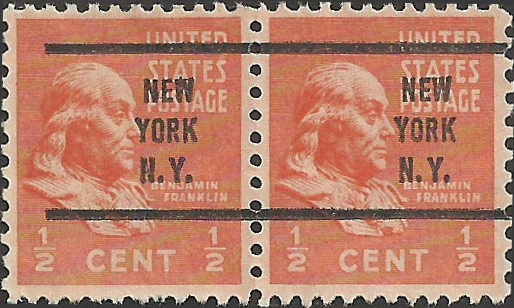 UNITED
STATES
POSTAGE
NEW
YORK
N.Y.
BENJAMIN
FRANKLIN
1/2 CENT 1/2
UNITED
STATES
POSTAGE
NEW
YORK
N.Y.
BENJAMIN
FRANKLIN
1/2 CENT 1/2